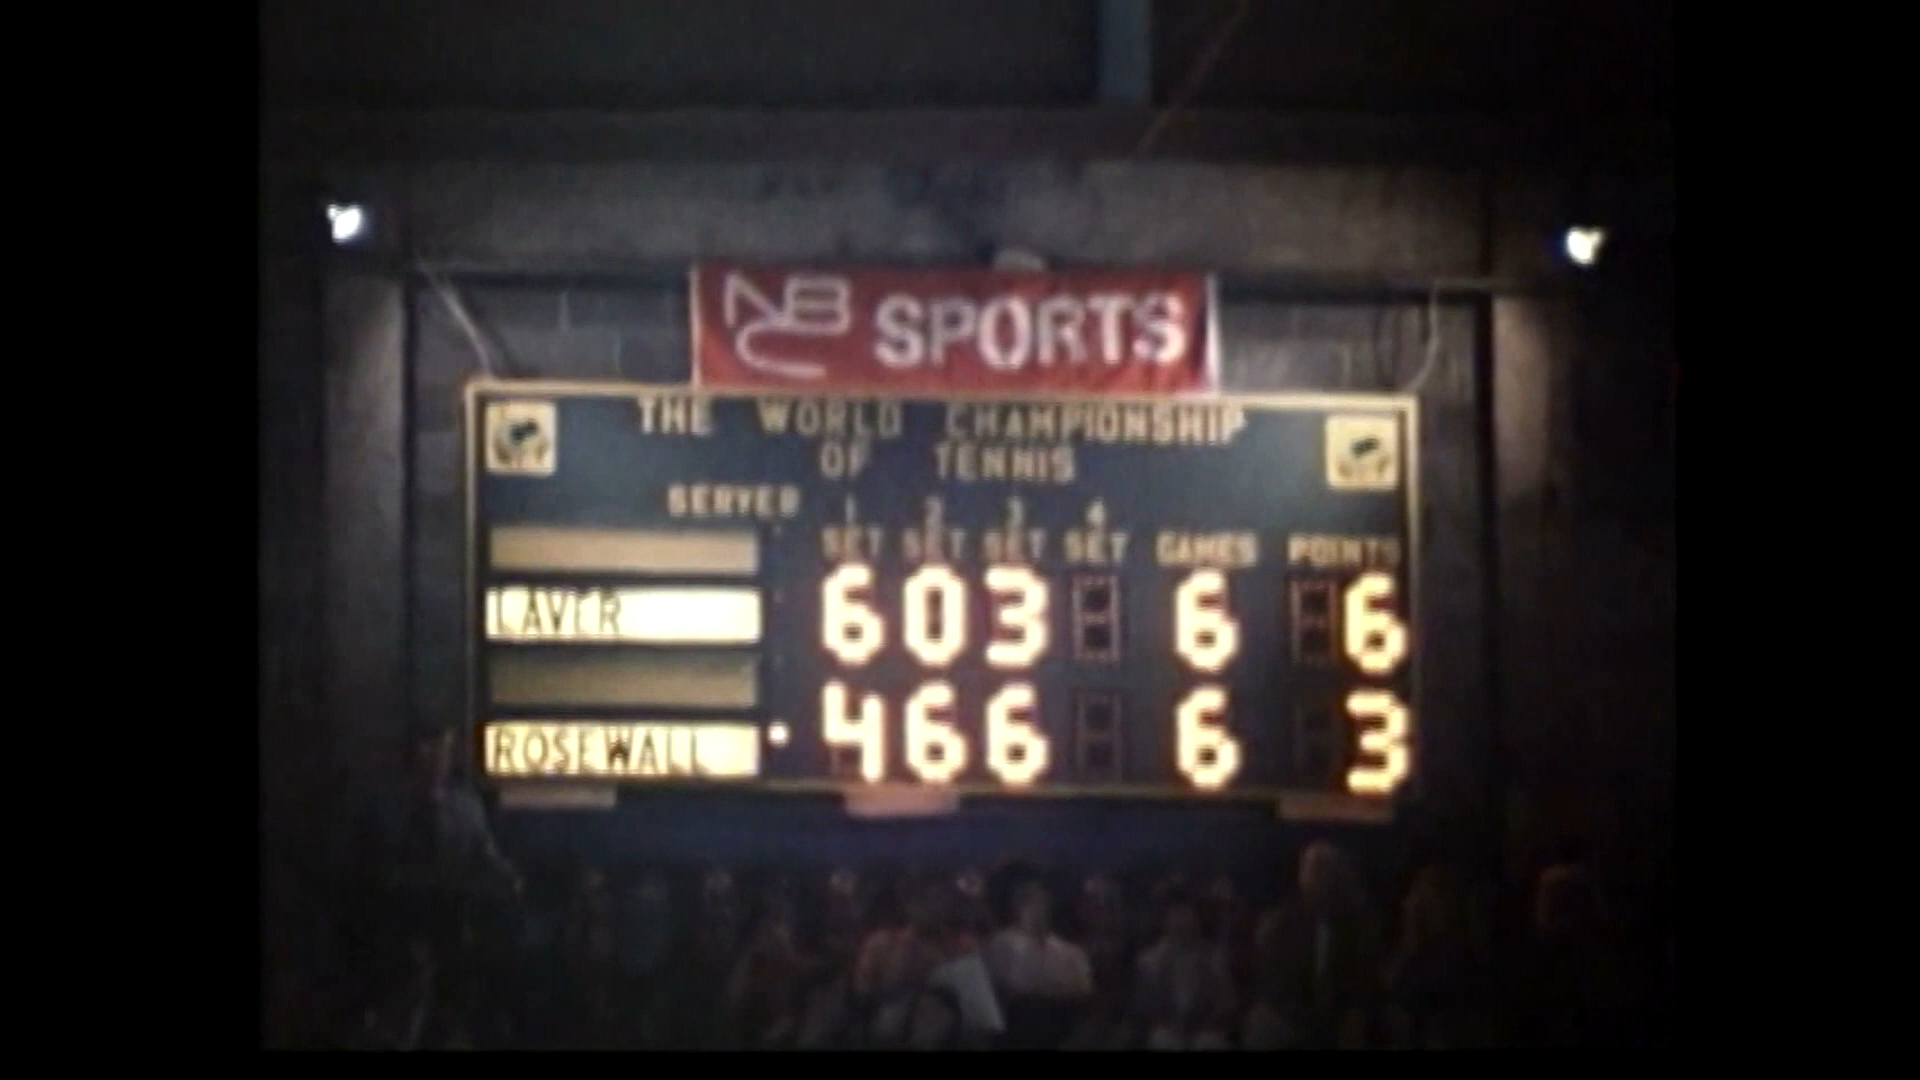 NBC SPORTS
THE WORLD CHAMPIONSHIP
OF TENNIS
SERVER 1 SET 2 SET 3 SET 4 SET GAMES POINTS
LAVER 6 0 3 6 6
ROSEWALL 4 6 6 6 3